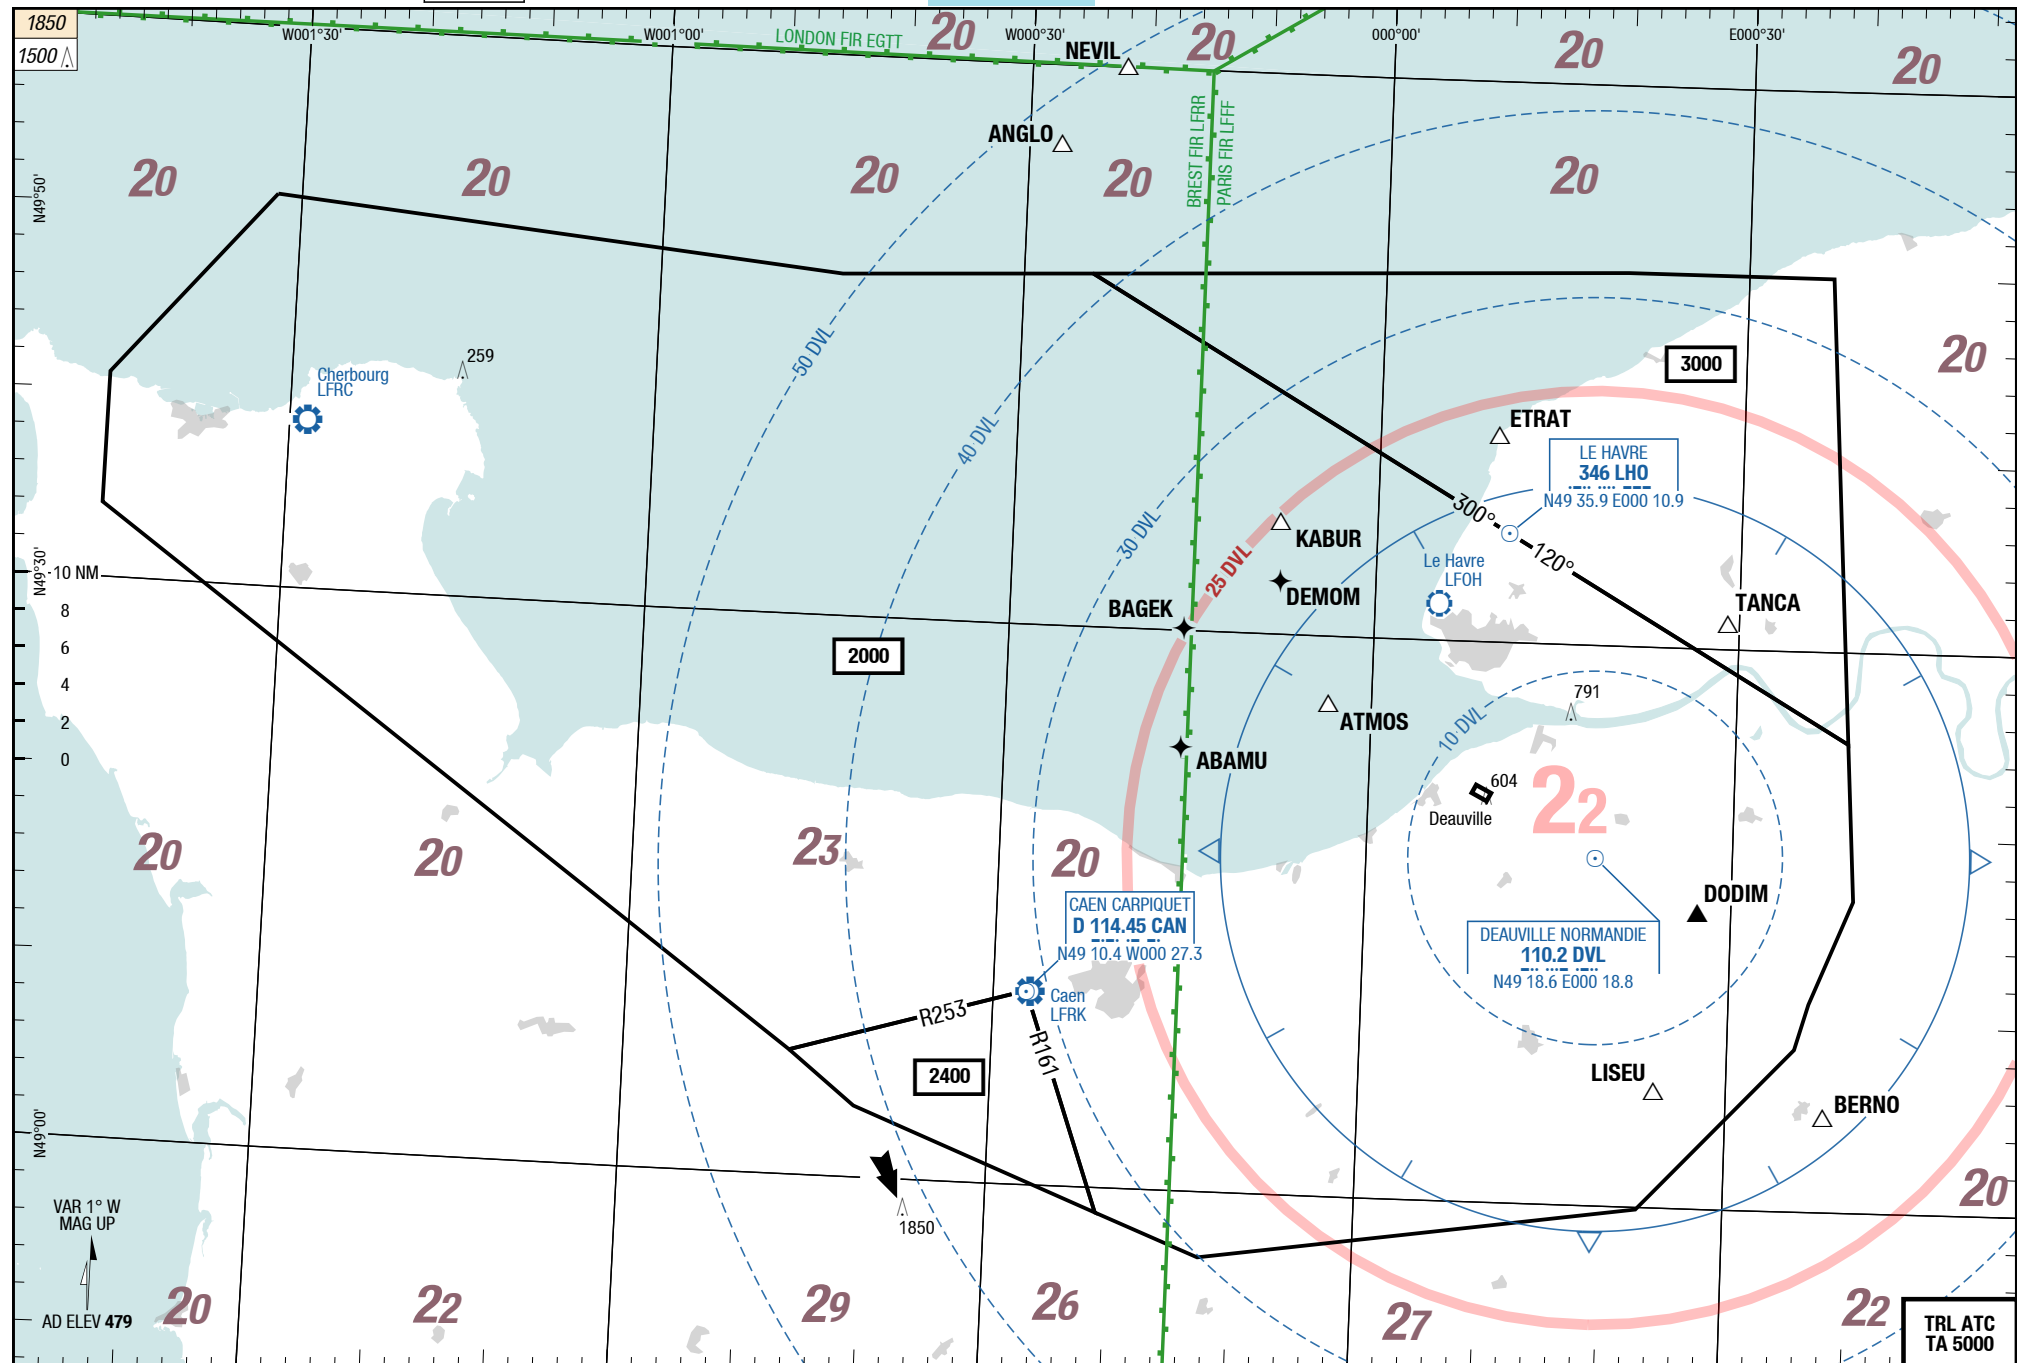 1850
1500
W001°30'
W001°00'
LONDON FIR EGTT
20
W000°30'
NEVIL
20
000°00'
20
E000°30'
20
ANGLO
BREST FIR LFRR
PARIS FIR LFFF
20
20
20
20
20
N49°50'
259
Cherbourg
LFRC
50 DVL
40 DVL
30 DVL
25 DVL
10 DVL
3000
20
ETRAT
LE HAVRE
346 LHO
N49 35.9 E000 10.9
300°
120°
KABUR
Le Havre
LFOH
DEMOM
BAGEK
TANCA
N49°30'
10 NM
8
6
4
2
0
2000
791
ATMOS
ABAMU
604
Deauville
22
20
20
23
20
DODIM
CAEN CARPIQUET
D 114.45 CAN
N49 10.4 W000 27.3
DEAUVILLE NORMANDIE
110.2 DVL
N49 18.6 E000 18.8
Caen
LFRK
R253
R161
2400
LISEU
BERNO
N49°00'
VAR 1° W
MAG UP
1850
20
AD ELEV 479
20
22
29
26
27
22
TRL ATC
TA 5000